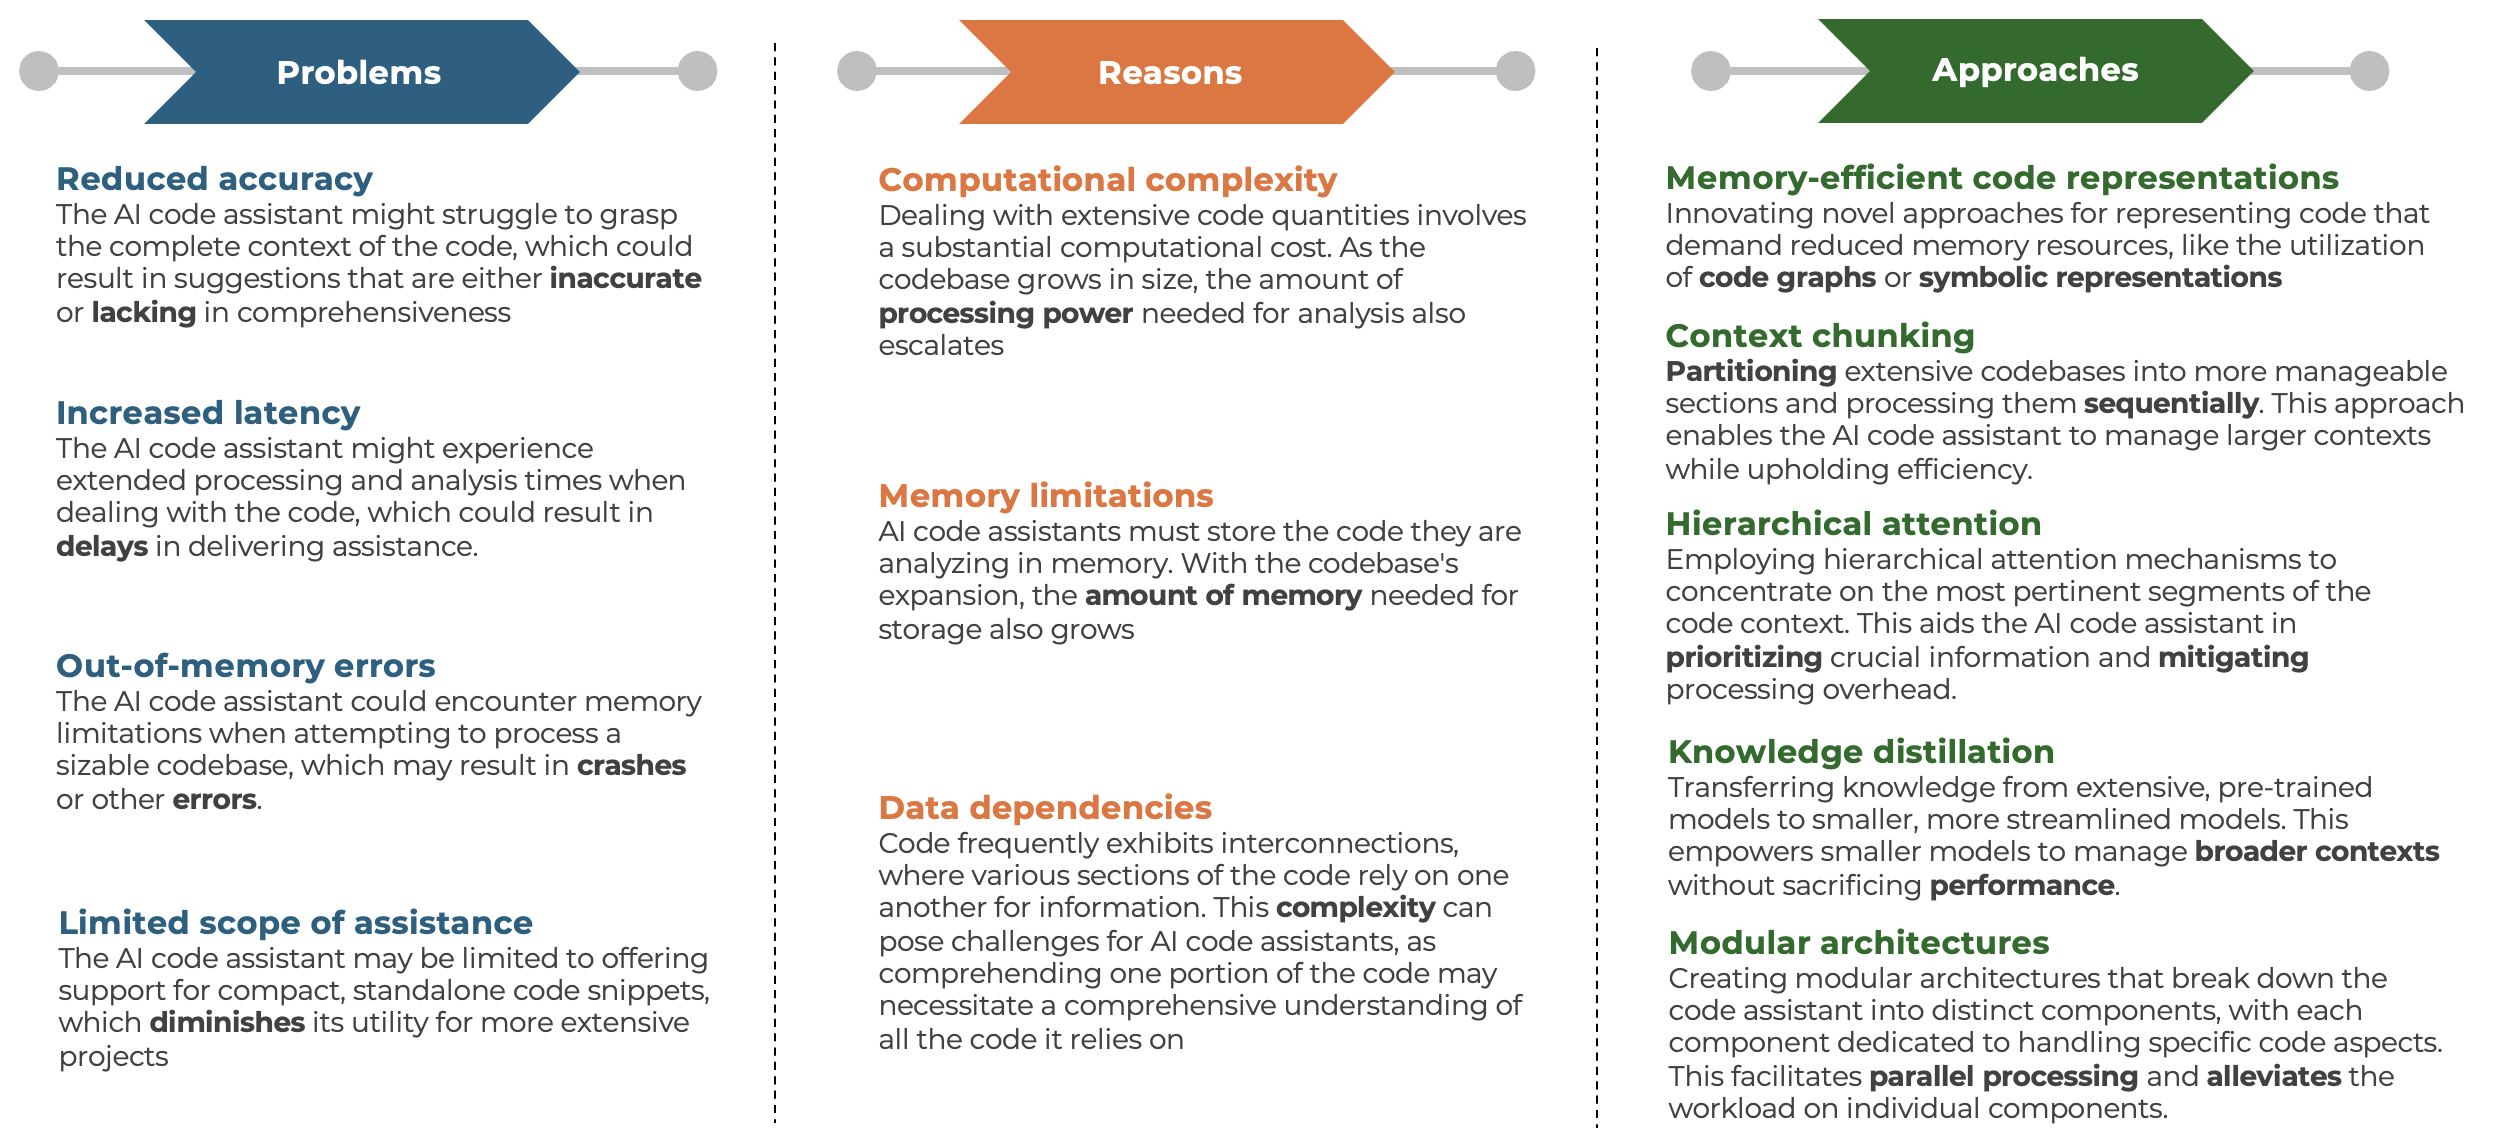 Problems
Reduced accuracy
The AI code assistant might struggle to grasp
the complete context of the code, which could
result in suggestions that are either inaccurate
or lacking in comprehensiveness
Increased latency
The AI code assistant might experience
extended processing and analysis times when
dealing with the code, which could result in
delays in delivering assistance.
Out-of-memory errors
The AI code assistant could encounter memory
limitations when attempting to process a
sizable codebase, which may result in crashes
or other errors.
Limited scope of assistance
The AI code assistant may be limited to offering
support for compact, standalone code snippets,
which diminishes its utility for more extensive
projects
Reasons
Computational complexity
Dealing with extensive code quantities involves
a substantial computational cost. As the
codebase grows in size, the amount of
processing power needed for analysis also
escalates
Memory limitations
AI code assistants must store the code they are
analyzing in memory. With the codebase's
expansion, the amount of memory needed for
storage also grows
Data dependencies
Code frequently exhibits interconnections,
where various sections of the code rely on one
another for information. This complexity can
pose challenges for AI code assistants, as
comprehending one portion of the code may
necessitate a comprehensive understanding of
all the code it relies on
Approaches
Memory-efficient code representations
Innovating novel approaches for representing code that
demand reduced memory resources, like the utilization
of code graphs or symbolic representations
Context chunking
Partitioning extensive codebases into more manageable
sections and processing them sequentially. This approach
enables the AI code assistant to manage larger contexts
while upholding efficiency.
Hierarchical attention
Employing hierarchical attention mechanisms to
concentrate on the most pertinent segments of the
code context. This aids the AI code assistant in
prioritizing crucial information and mitigating
processing overhead.
Knowledge distillation
Transferring knowledge from extensive, pre-trained
models to smaller, more streamlined models. This
empowers smaller models to manage broader contexts
without sacrificing performance.
Modular architectures
Creating modular architectures that break down the
code assistant into distinct components, with each
component dedicated to handling specific code aspects.
This facilitates parallel processing and alleviates the
workload on individual components.